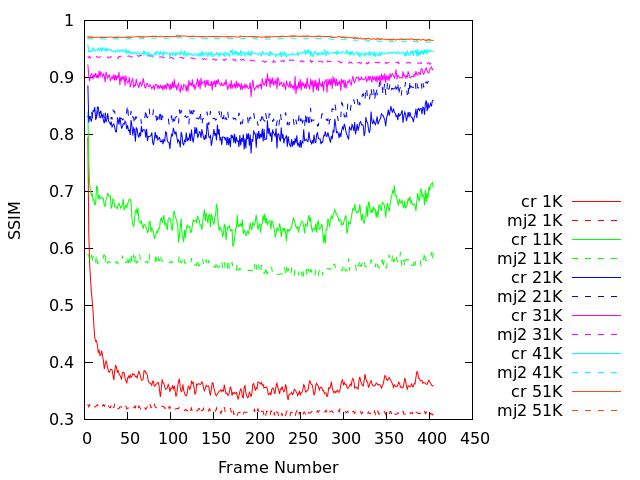 1
0.9
0.8
0.7
0.6
0.5
0.4
0.3
SSIM
0 50 100 150 200 250 300 350 400 450
Frame Number
cr 1K
mj2 1K
cr 11K
mj2 11K
cr 21K
mj2 21K
cr 31K
mj2 31K
cr 41K
mj2 41K
cr 51K
mj2 51K